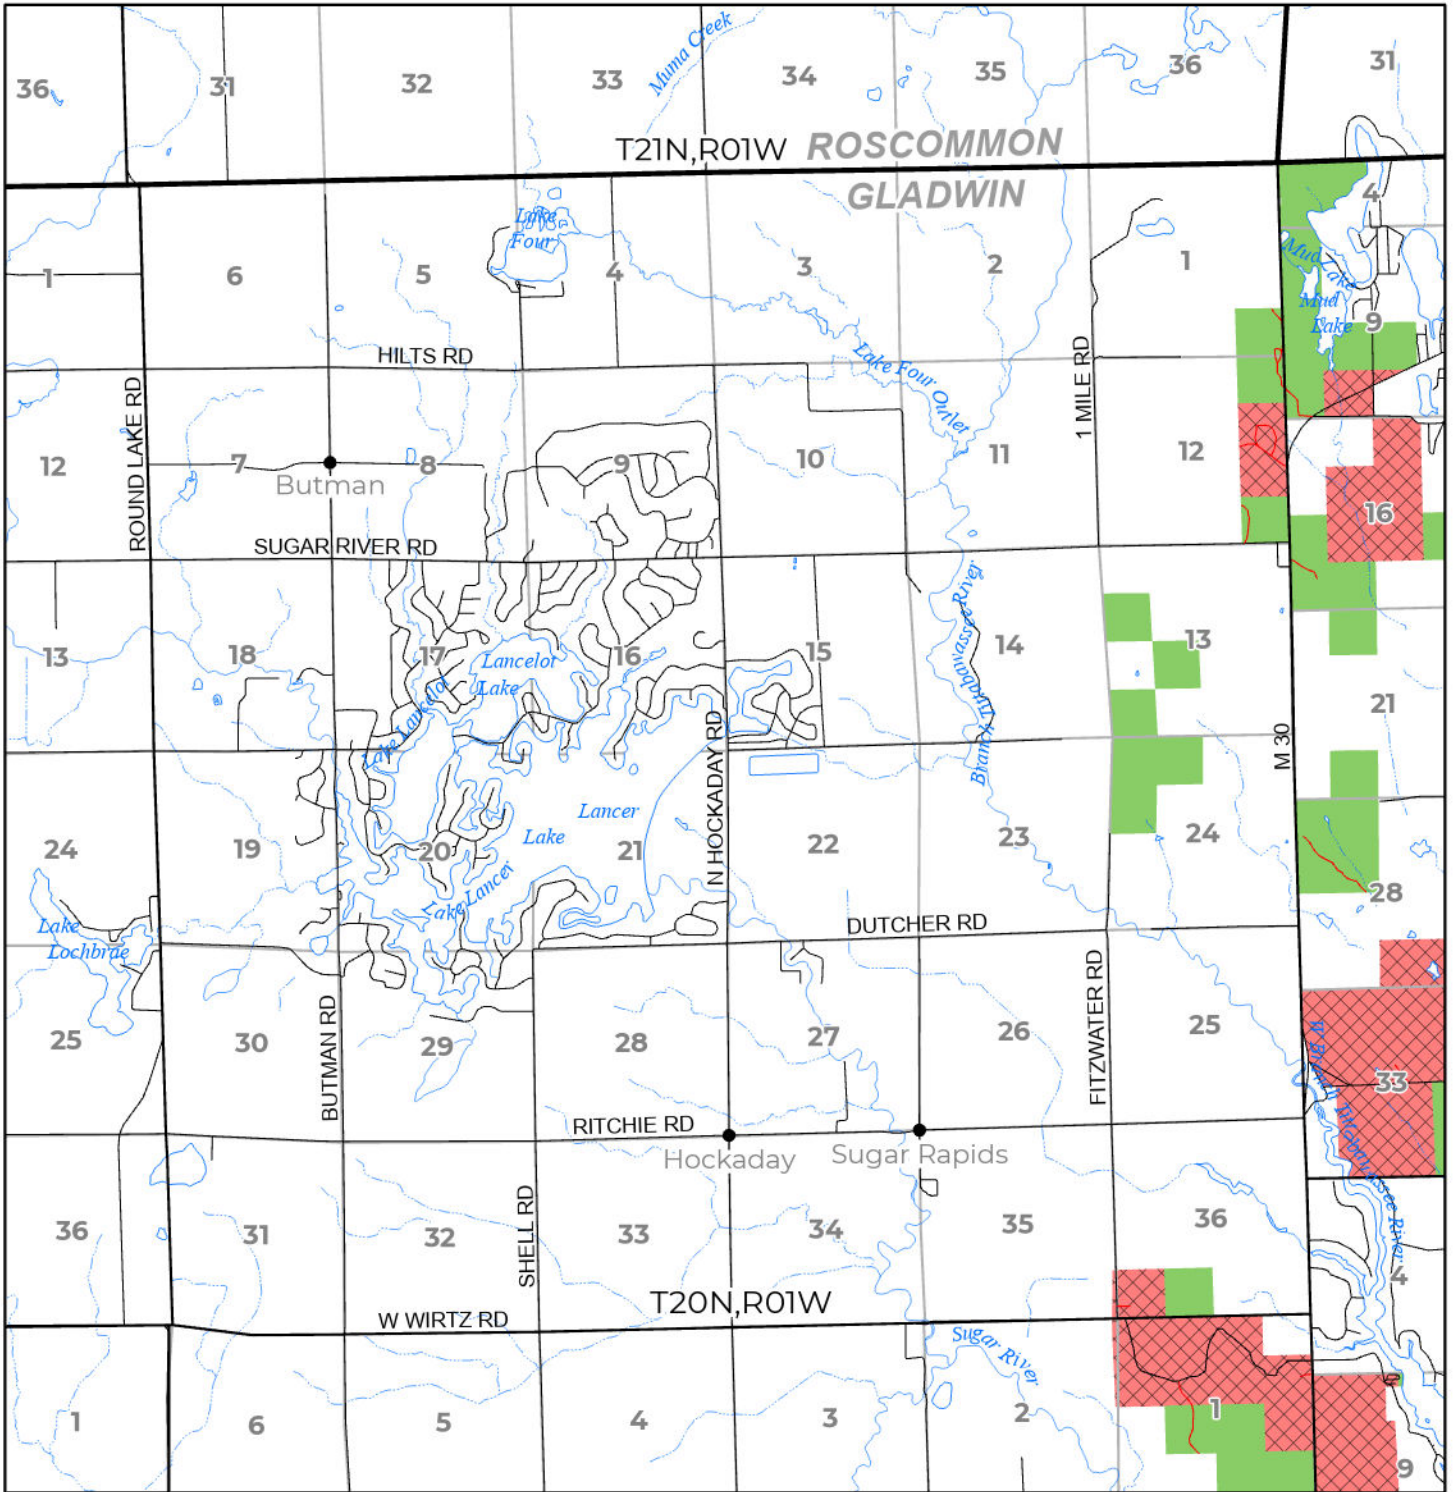 36
31
32
33
Muma Creek
34
35
36
31
T21N,R01W
ROSCOMMON
GLADWIN
1
6
5
Lake
Four
4
3
2
1
4
Mud Lake
Mud
Lake
9
HILTS RD
Lake Four Outlet
1 MILE RD
ROUND LAKE RD
12
7
Butman
8
9
10
11
12
16
SUGAR RIVER RD
13
18
17
Lancelot
Lake
Lake Lancelot
16
15
N HOCKADAY RD
14
Branch Tittabawassee River
13
M 30
21
24
19
20
Lake Lancer
Lancer
Lake
21
22
23
24
28
Lake
Lochbrae
DUTCHER RD
25
30
BUTMAN RD
29
28
27
26
FITZWATER RD
25
W Branch Tittabawassee River
33
RITCHIE RD
Hockaday
Sugar Rapids
36
31
32
SHELL RD
33
34
35
36
4
T20N,R01W
W WIRTZ RD
Sugar River
1
6
5
4
3
2
1
9